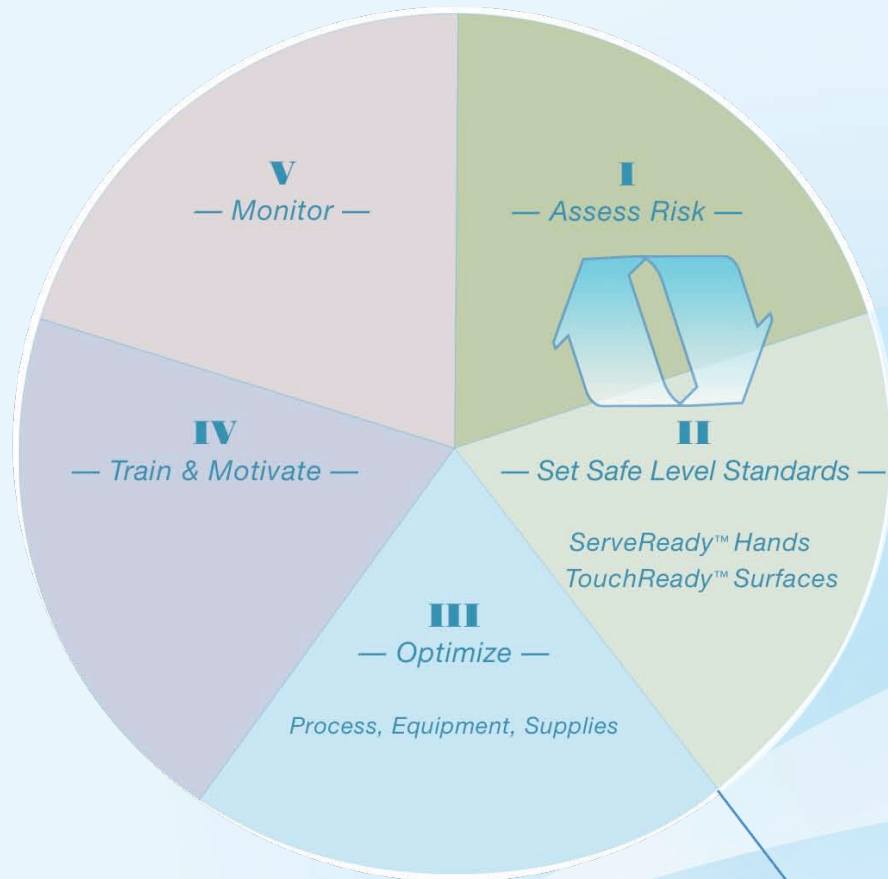 I
— Assess Risk —
II
— Set Safe Level Standards —
ServeReady™ Hands
TouchReady™ Surfaces
III
— Optimize —
Process, Equipment, Supplies
IV
— Train & Motivate —
V
— Monitor —